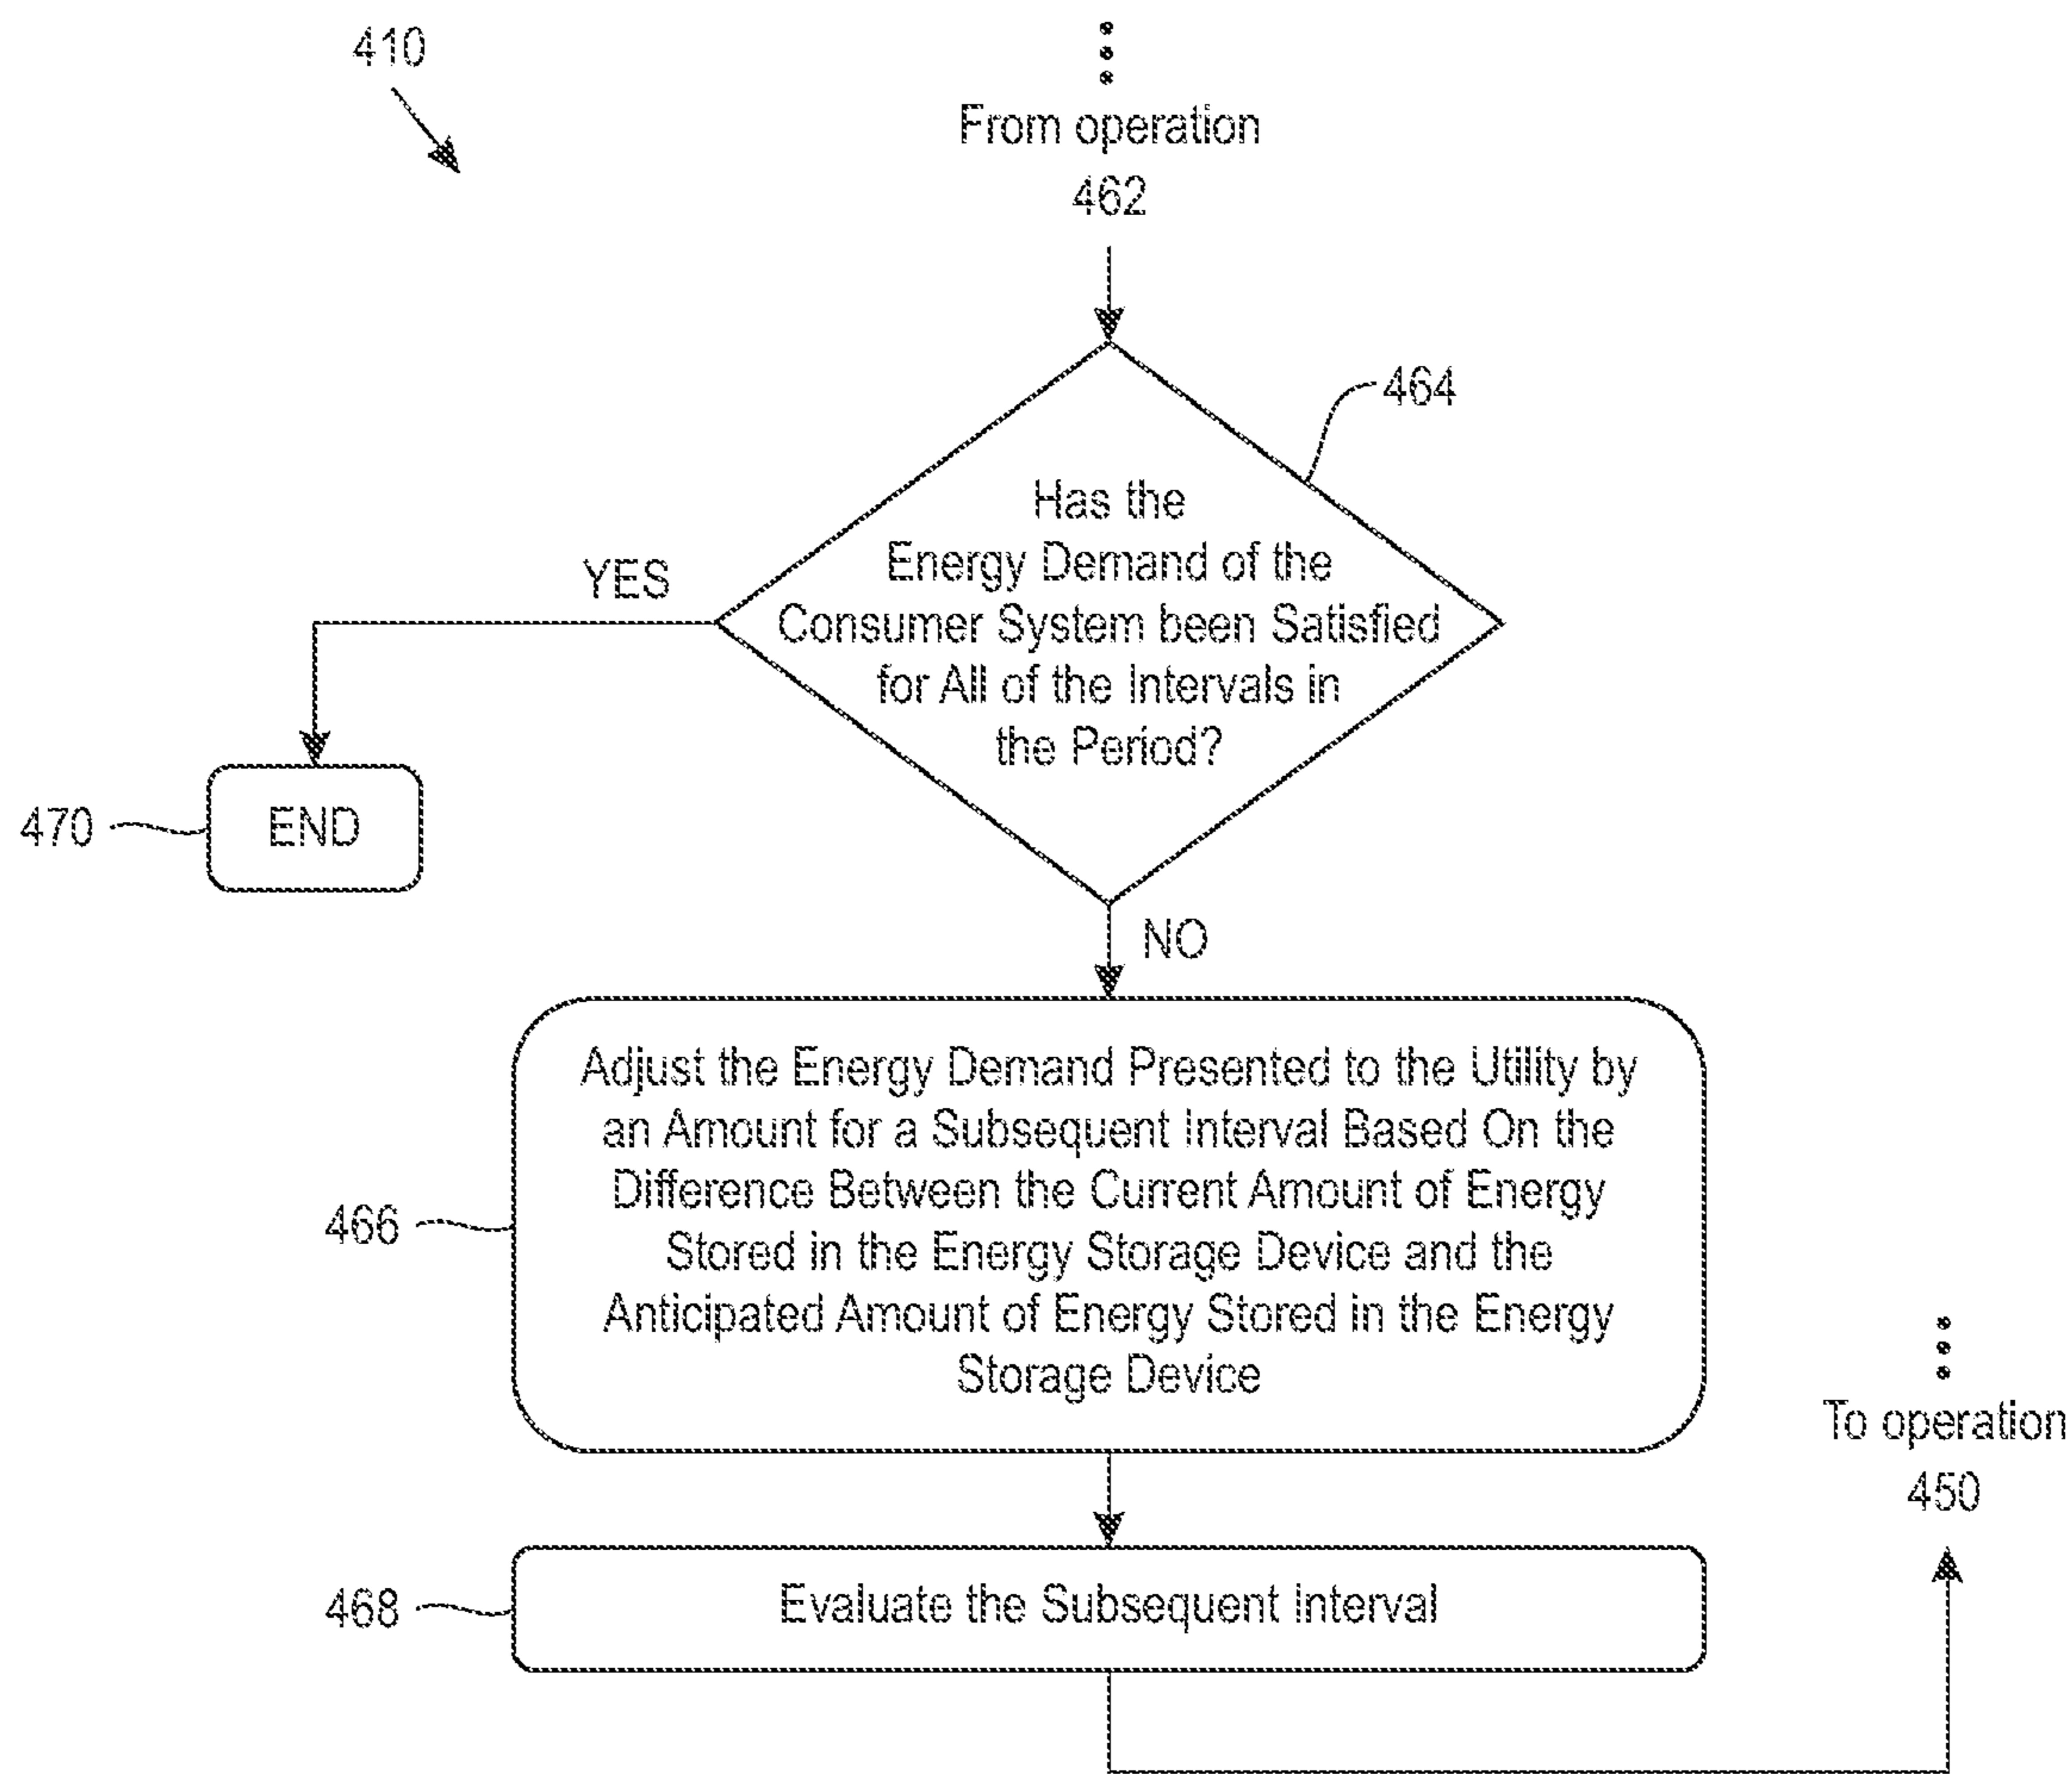 410
From operation
462
464
Has the
Energy Demand of the
Consumer System been Satisfied
for All of the Intervals in
the Period?
YES
470
END
NO
466
Adjust the Energy Demand Presented to the Utility by
an Amount for a Subsequent Interval Based On the
Difference Between the Current Amount of Energy
Stored in the Energy Storage Device and the
Anticipated Amount of Energy Stored in the Energy
Storage Device
To operation
450
468
Evaluate the Subsequent Interval